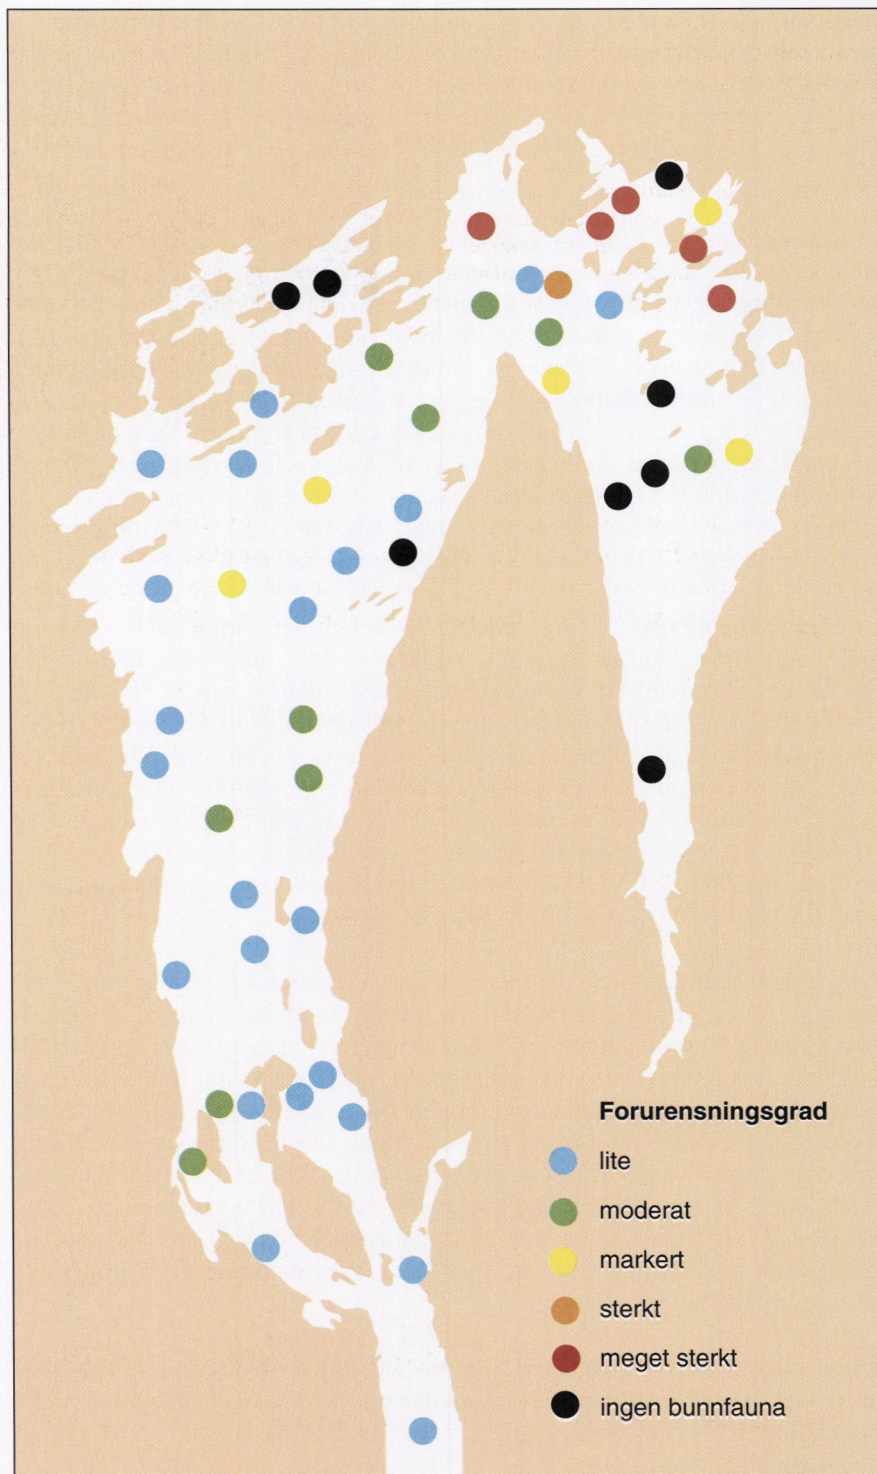 Forurensningsgrad
lite
moderat
markert
sterkt
meget sterkt
ingen bunnfauna